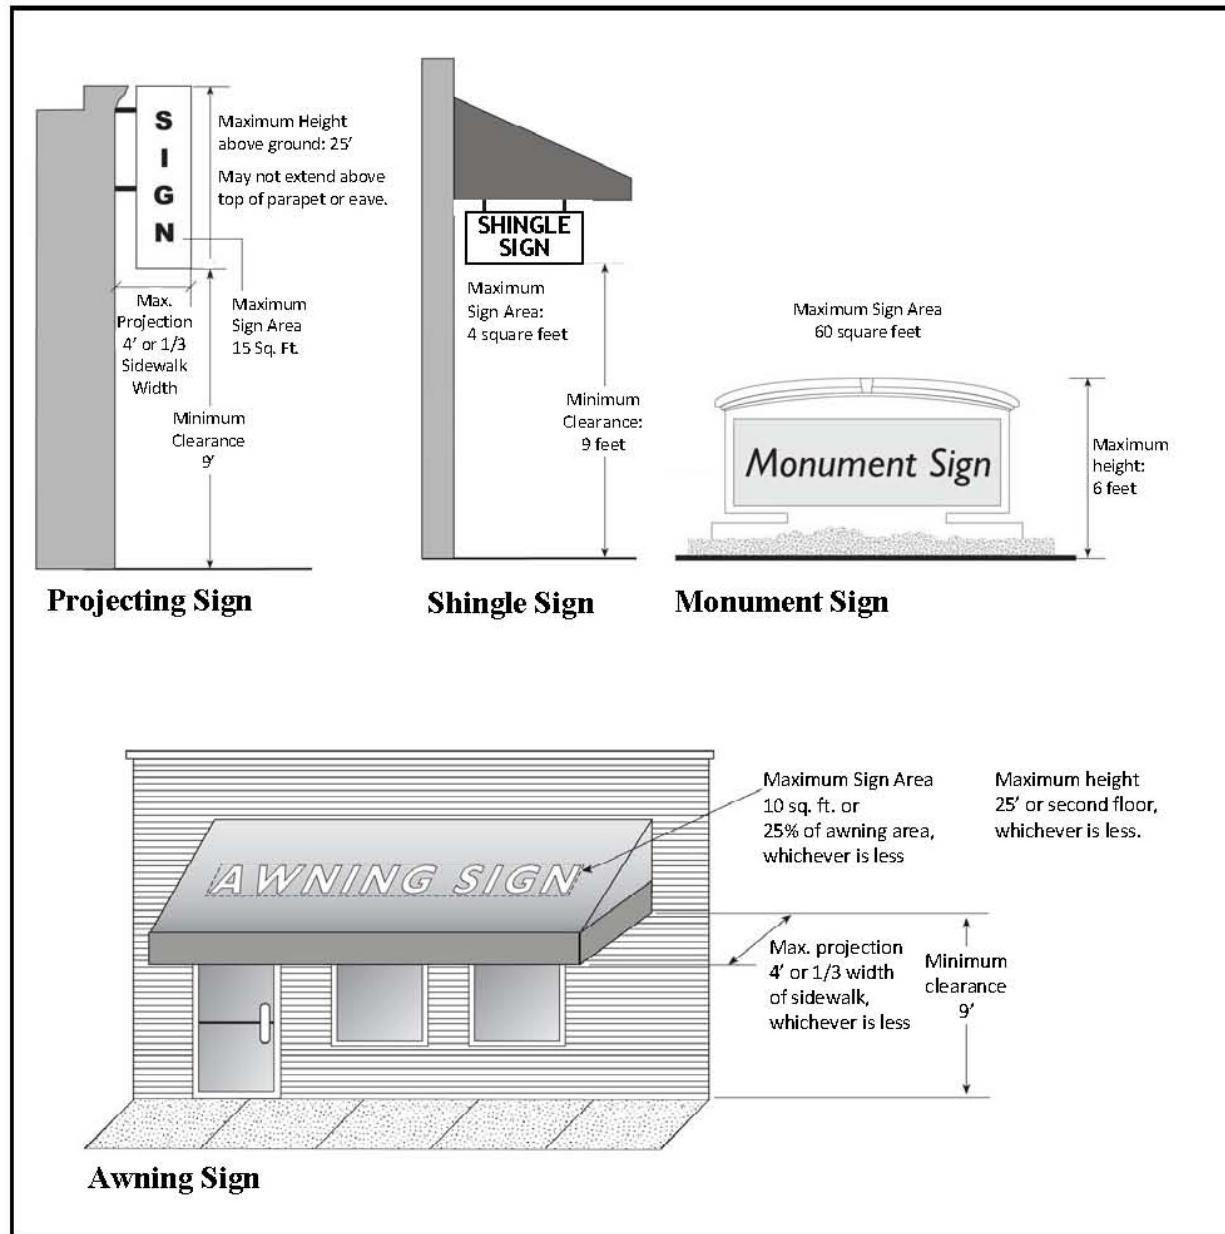 S
I
G
N
Maximum Height
above ground: 25'
May not extend above
top of parapet or eave.
Max.
Projection
4' or 1/3
Sidewalk
Width
Maximum
Sign Area
15 Sq. Ft.
Minimum
Clearance
9'
Projecting Sign
SHINGLE
SIGN
Maximum
Sign Area:
4 square feet
Minimum
Clearance:
9 feet
Shingle Sign
Maximum Sign Area
60 square feet
Monument Sign
Maximum
height:
6 feet
Monument Sign
AWNING SIGN
Maximum Sign Area
10 sq. ft. or
25% of awning area,
whichever is less
Maximum height
25' or second floor,
whichever is less.
Max. projection
4' or 1/3 width
of sidewalk,
whichever is less
Minimum
clearance
9'
Awning Sign